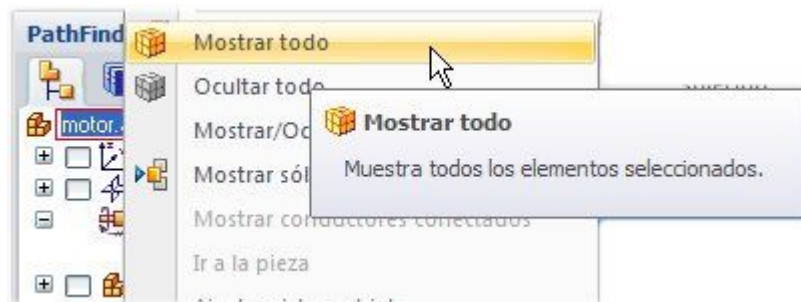 PathFind
Mostrar todo
Ocultar todo
motor.
Mostrar/Oc
Mostrar todo
Muestra todos los elementos seleccionados.
Mostrar sól
Mostrar conductores conectados
Ir a la pieza